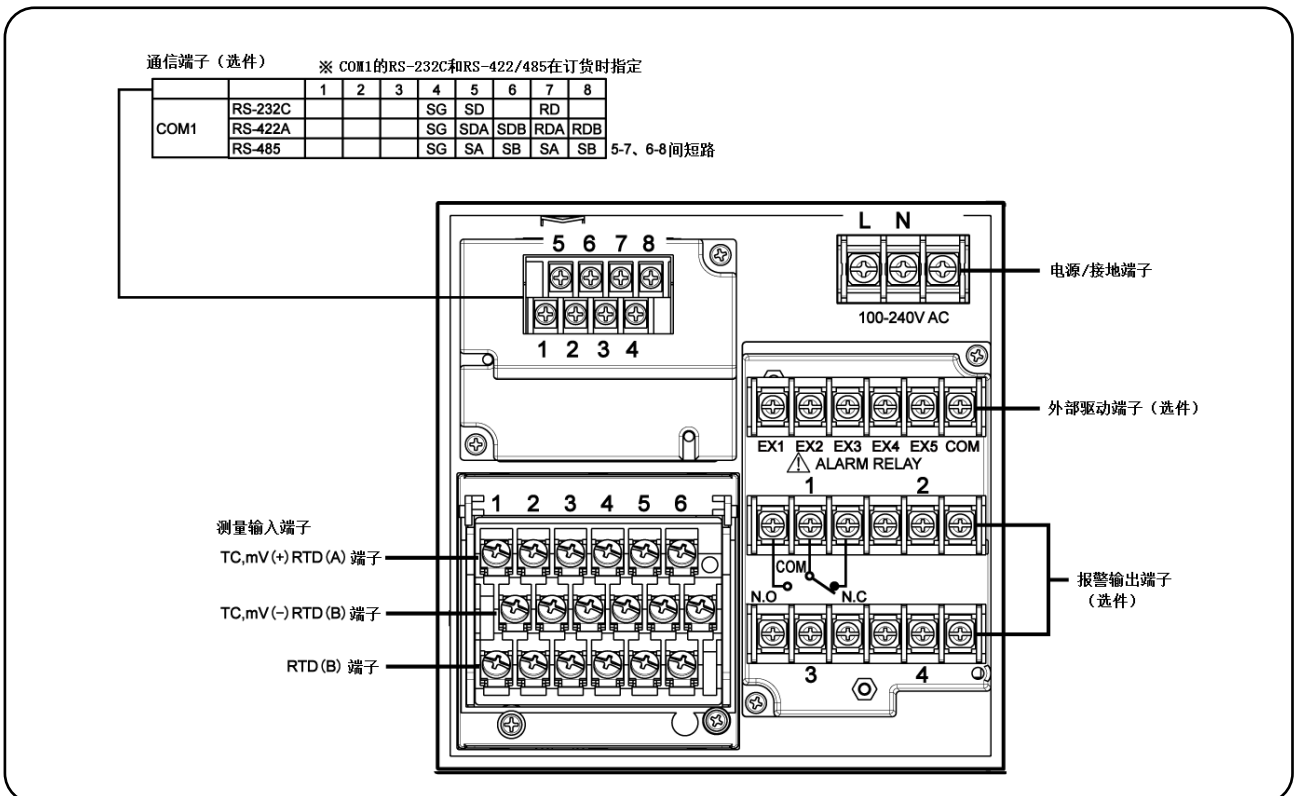 通信端子（选件）
※ COM1的RS-232C和RS-422/485在订货时指定
1 2 3 4 5 6 7 8
RS-232C SG SD RD
COM1 RS-422A SG SDA SDB RDA RDB
RS-485 SG SA SB SA SB 5-7、6-8间短路
L N
5 6 7 8
电源/接地端子
100-240V AC
1 2 3 4
外部驱动端子（选件）
EX1 EX2 EX3 EX4 EX5 COM
⚠ ALARM RELAY
1 2
1 2 3 4 5 6
测量输入端子
TC,mV(+) RTD(A) 端子
COM
报警输出端子
（选件）
N.O N.C
TC,mV(-) RTD(B) 端子
RTD(B) 端子
3 4